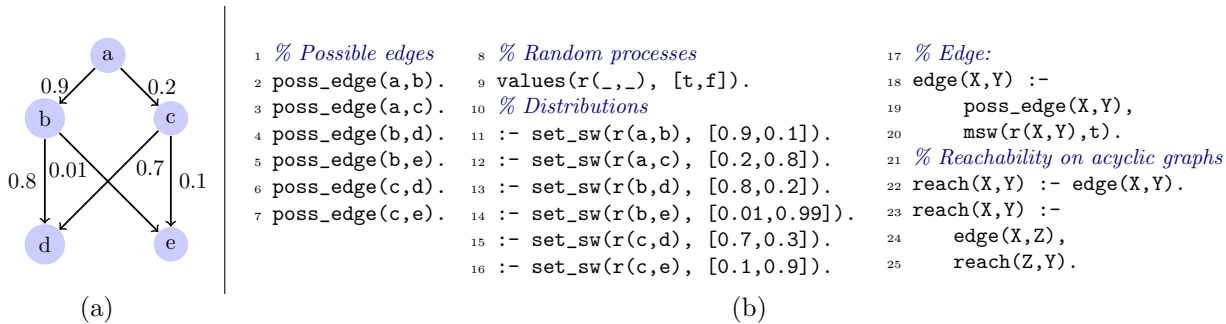 a
0.9
0.2
b
c
0.8
0.01
0.7
0.1
d
e
(a)
1 % Possible edges
2 poss_edge(a,b).
3 poss_edge(a,c).
4 poss_edge(b,d).
5 poss_edge(b,e).
6 poss_edge(c,d).
7 poss_edge(c,e).
8 % Random processes
9 values(r(_,_), [t,f]).
10 % Distributions
11 :- set_sw(r(a,b), [0.9,0.1]).
12 :- set_sw(r(a,c), [0.2,0.8]).
13 :- set_sw(r(b,d), [0.8,0.2]).
14 :- set_sw(r(b,e), [0.01,0.99]).
15 :- set_sw(r(c,d), [0.7,0.3]).
16 :- set_sw(r(c,e), [0.1,0.9]).
17 % Edge:
18 edge(X,Y) :-
19 poss_edge(X,Y),
20 msw(r(X,Y),t).
21 % Reachability on acyclic graphs
22 reach(X,Y) :- edge(X,Y).
23 reach(X,Y) :-
24 edge(X,Z),
25 reach(Z,Y).
(b)